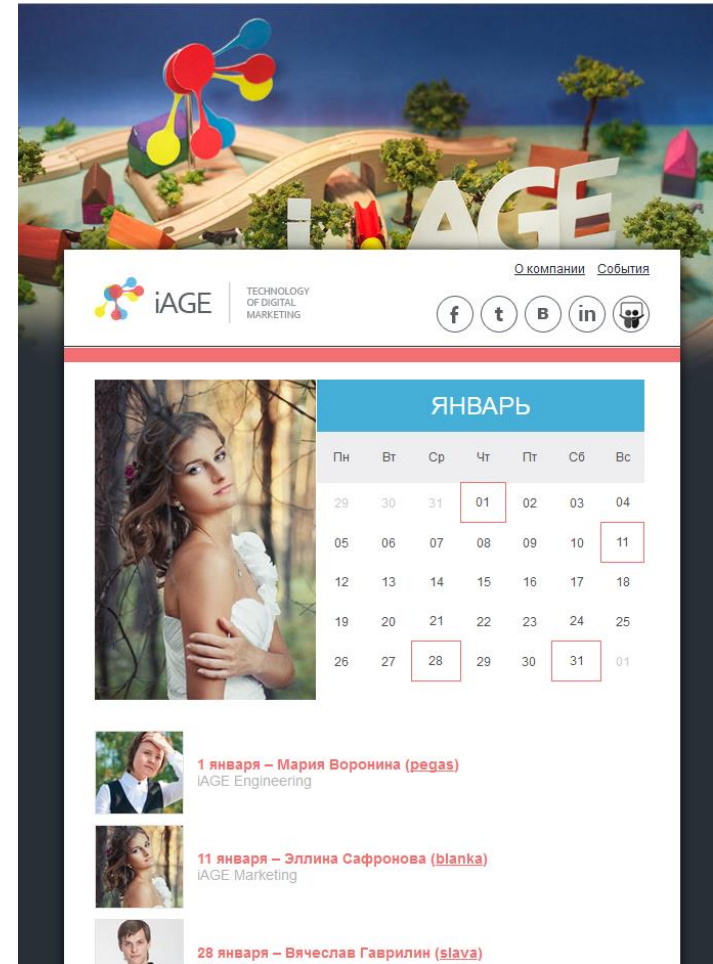 iAGE
О компании События
iAGE
TECHNOLOGY
OF DIGITAL
MARKETING
f t B in
ЯНВАРЬ
Пн Вт Ср Чт Пт Сб Вс
29 30 31 01 02 03 04
05 06 07 08 09 10 11
12 13 14 15 16 17 18
19 20 21 22 23 24 25
26 27 28 29 30 31 01
1 января – Мария Воронина (pegas)
iAGE Engineering
11 января – Эллина Сафронова (blanka)
iAGE Marketing
28 января – Вячеслав Гаврилин (slava)